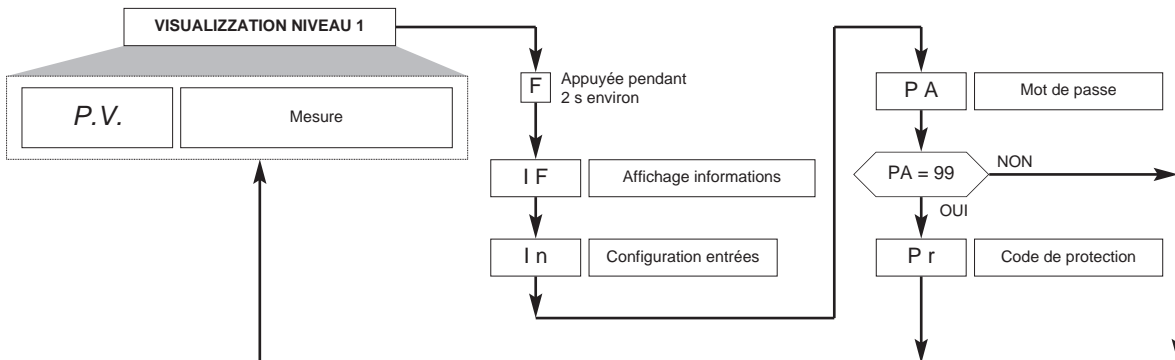 VISUALIZZATION NIVEAU 1
P.V.
Mesure
F
Appuyée pendant
2 s environ
I F
Affichage informations
I n
Configuration entrées
P A
Mot de passe
PA = 99
NON
OUI
P r
Code de protection